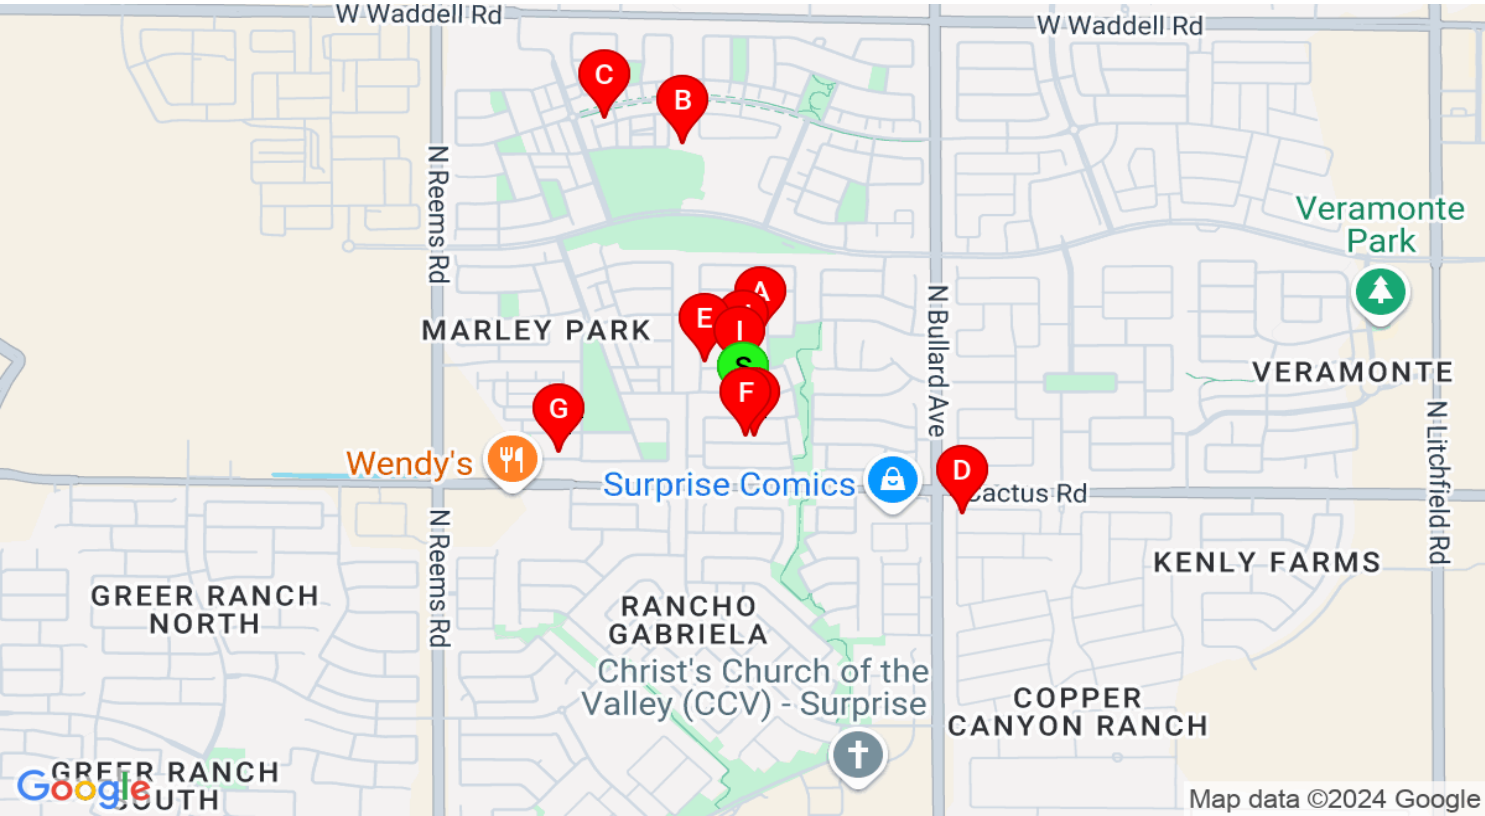 W Waddell Rd
W Waddell Rd
C
B
N Reems Rd
Veramonte
Park
A
E
I
MARLEY PARK
N Bullard Ave
S
VERAMONTE
F
G
N Litchfield Rd
Wendy's
D
Surprise Comics
Cactus Rd
N Reems Rd
KENLY FARMS
GREER RANCH
NORTH
RANCHO
GABRIELA
Christ's Church of the
Valley (CCV) - Surprise
COPPER
CANYON RANCH
GREER RANCH
SOUTH
Google
Map data ©2024 Google